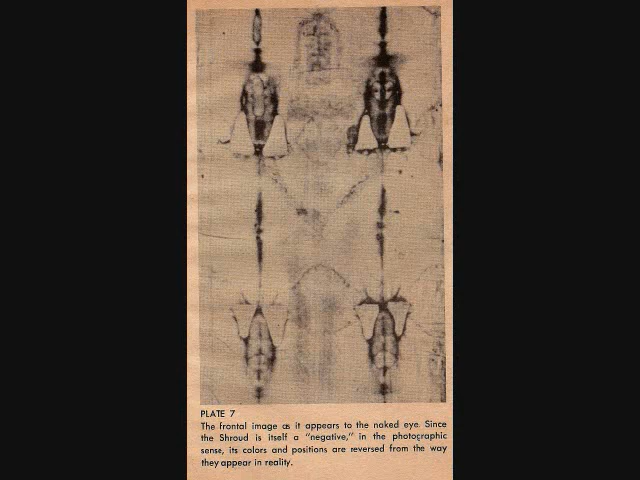 PLATE 7
The frontal image as it appears to the naked eye. Since
the Shroud is itself a "negative," in the photographic
sense, its colors and positions are reversed from the way
they appear in reality.